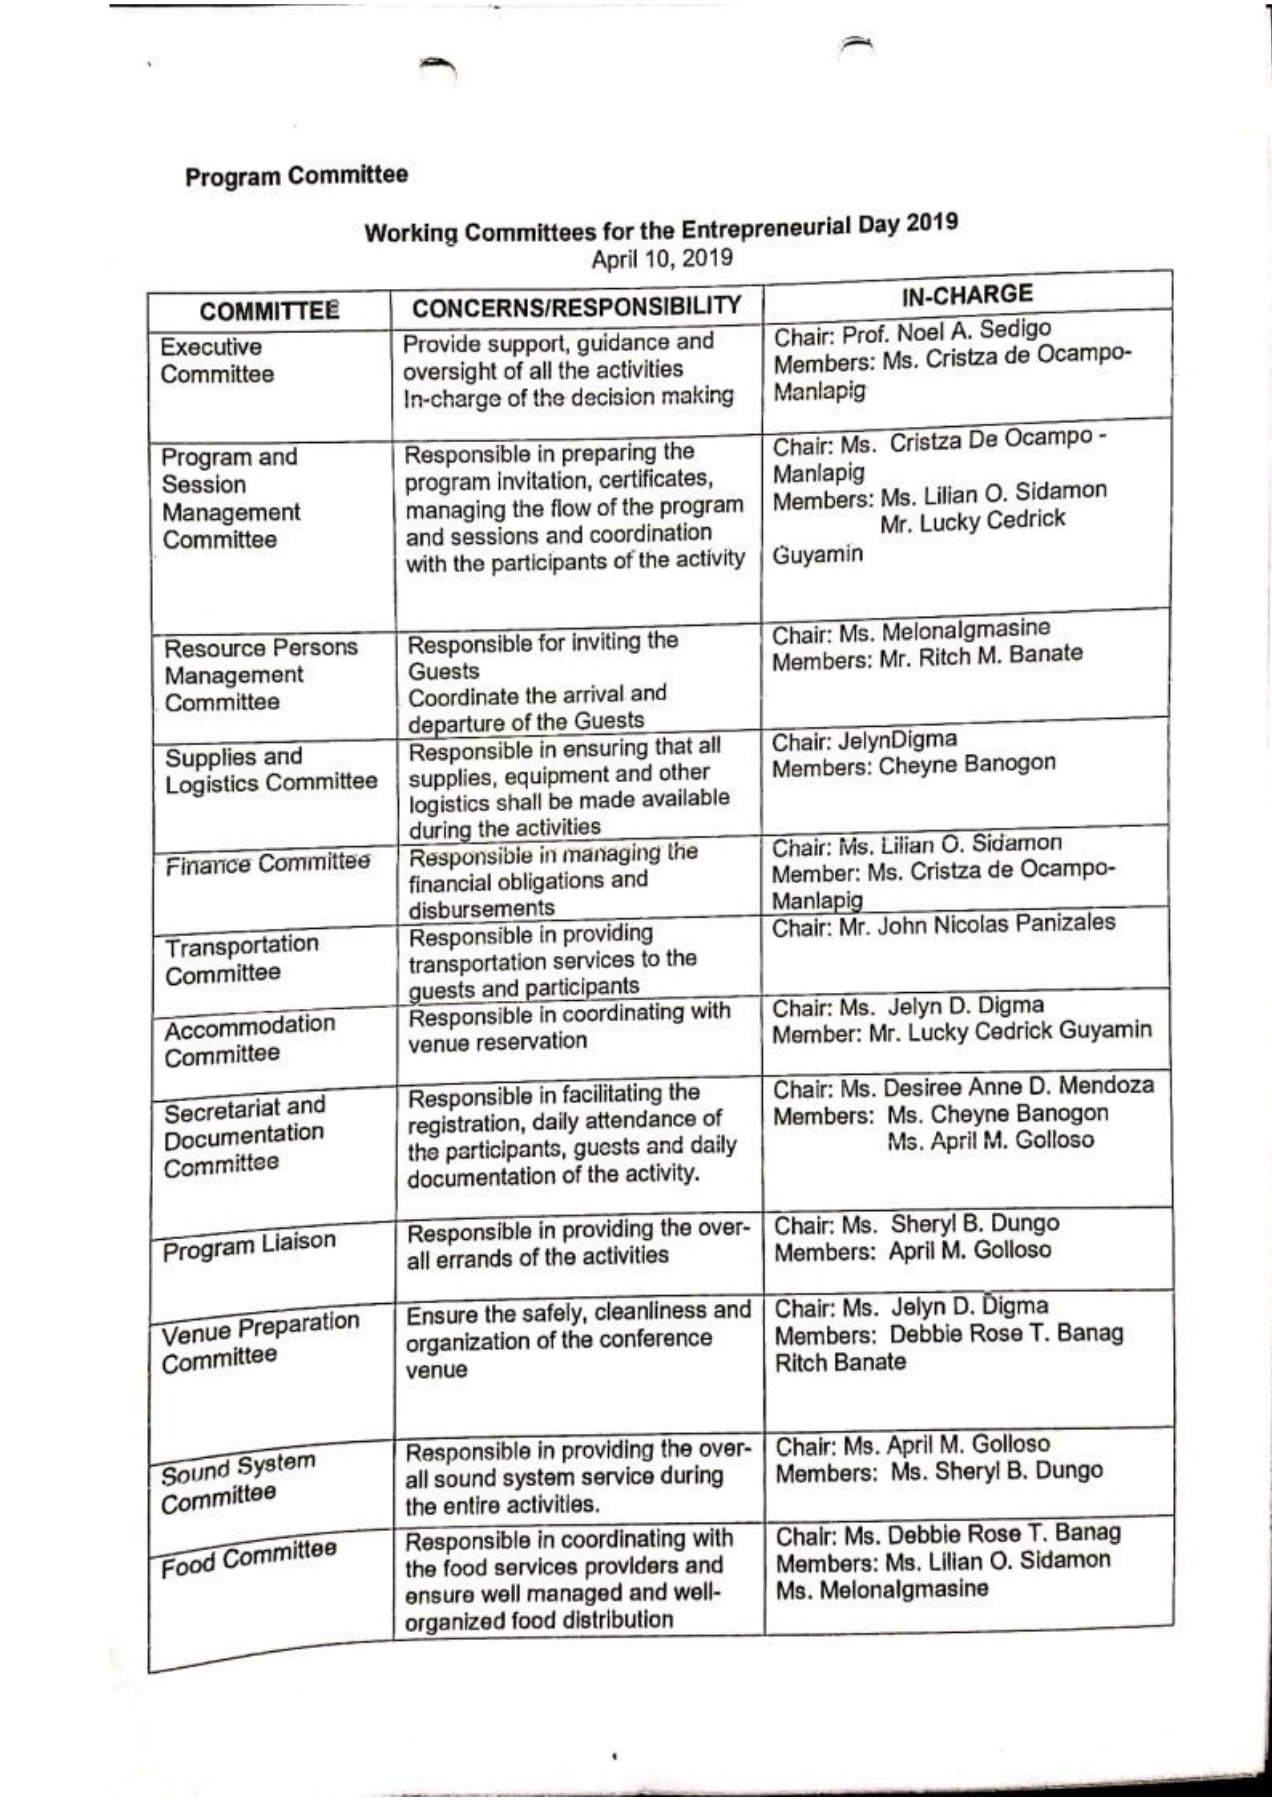 Program Committee
Working Committees for the Entrepreneurial Day 2019
April 10, 2019
COMMITTEE
CONCERNS/RESPONSIBILITY
IN-CHARGE
Executive
Committee
Provide support, guidance and
oversight of all the activities
In-charge of the decision making
Chair: Prof. Noel A. Sedigo
Members: Ms. Cristza de Ocampo-
Manlapig
Program and
Session
Management
Committee
Responsible in preparing the
program invitation, certificates,
managing the flow of the program
and sessions and coordination
with the participants of the activity
Chair: Ms. Cristza De Ocampo -
Manlapig
Members: Ms. Lilian O. Sidamon
Mr. Lucky Cedrick
Guyamin
Resource Persons
Management
Committee
Responsible for inviting the
Guests
Coordinate the arrival and
departure of the Guests
Chair: Ms. Melonalgmasine
Members: Mr. Ritch M. Banate
Supplies and
Logistics Committee
Responsible in ensuring that all
supplies, equipment and other
logistics shall be made available
during the activities
Chair: JelynDigma
Members: Cheyne Banogon
Finance Committee
Responsible in managing the
financial obligations and
disbursements
Chair: Ms. Lilian O. Sidamon
Member: Ms. Cristza de Ocampo-
Manlapig
Transportation
Committee
Responsible in providing
transportation services to the
guests and participants
Chair: Mr. John Nicolas Panizales
Accommodation
Committee
Responsible in coordinating with
venue reservation
Chair: Ms. Jelyn D. Digma
Member: Mr. Lucky Cedrick Guyamin
Secretariat and
Documentation
Committee
Responsible in facilitating the
registration, daily attendance of
the participants, guests and daily
documentation of the activity.
Chair: Ms. Desiree Anne D. Mendoza
Members: Ms. Cheyne Banogon
Ms. April M. Golloso
Program Liaison
Responsible in providing the over-
all errands of the activities
Chair: Ms. Sheryl B. Dungo
Members: April M. Golloso
Venue Preparation
Committee
Ensure the safely, cleanliness and
organization of the conference
venue
Chair: Ms. Jelyn D. Digma
Members: Debbie Rose T. Banag
Ritch Banate
Sound System
Committee
Responsible in providing the over-
all sound system service during
the entire activities.
Chair: Ms. April M. Golloso
Members: Ms. Sheryl B. Dungo
Food Committee
Responsible in coordinating with
the food services providers and
ensure well managed and well-
organized food distribution
Chair: Ms. Debbie Rose T. Banag
Members: Ms. Lilian O. Sidamon
Ms. Melonalgmasine